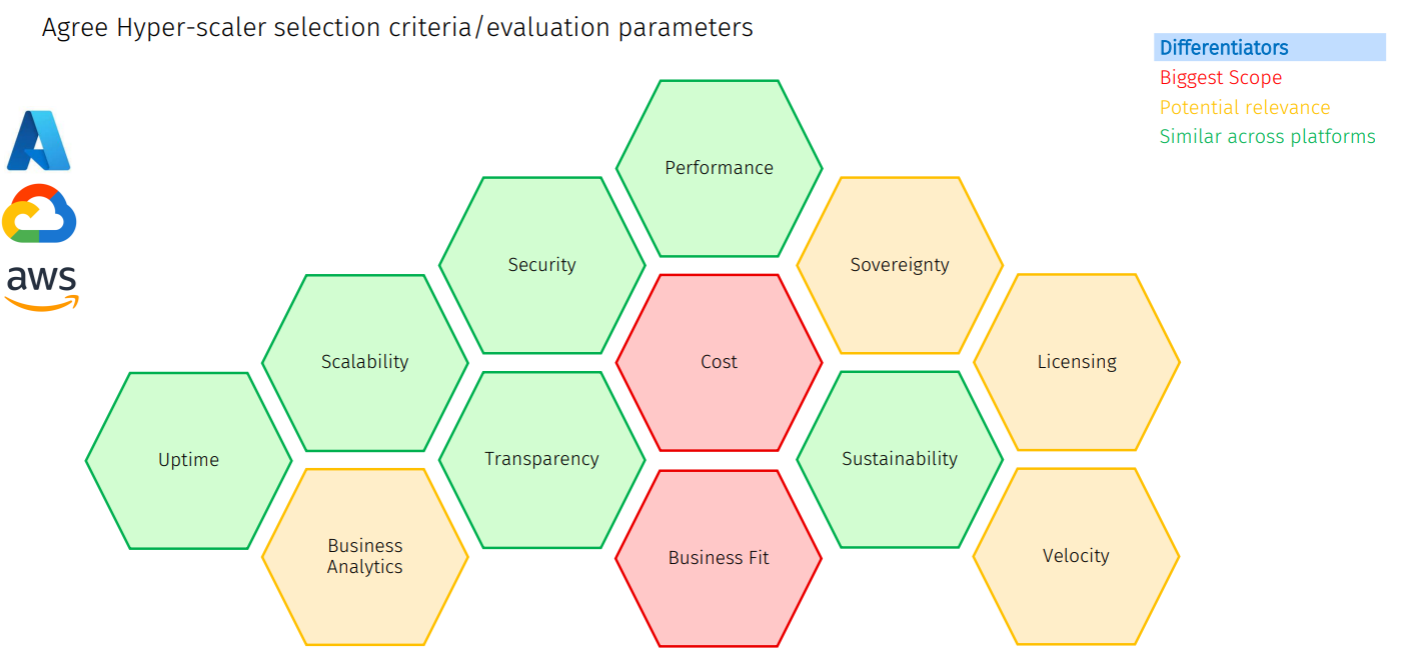 Agree Hyper-scaler selection criteria/evaluation parameters
Differentiators
Biggest Scope
Potential relevance
Similar across platforms
aws
Performance
Security
Sovereignty
Scalability
Cost
Licensing
Uptime
Transparency
Sustainability
Business
Analytics
Business Fit
Velocity